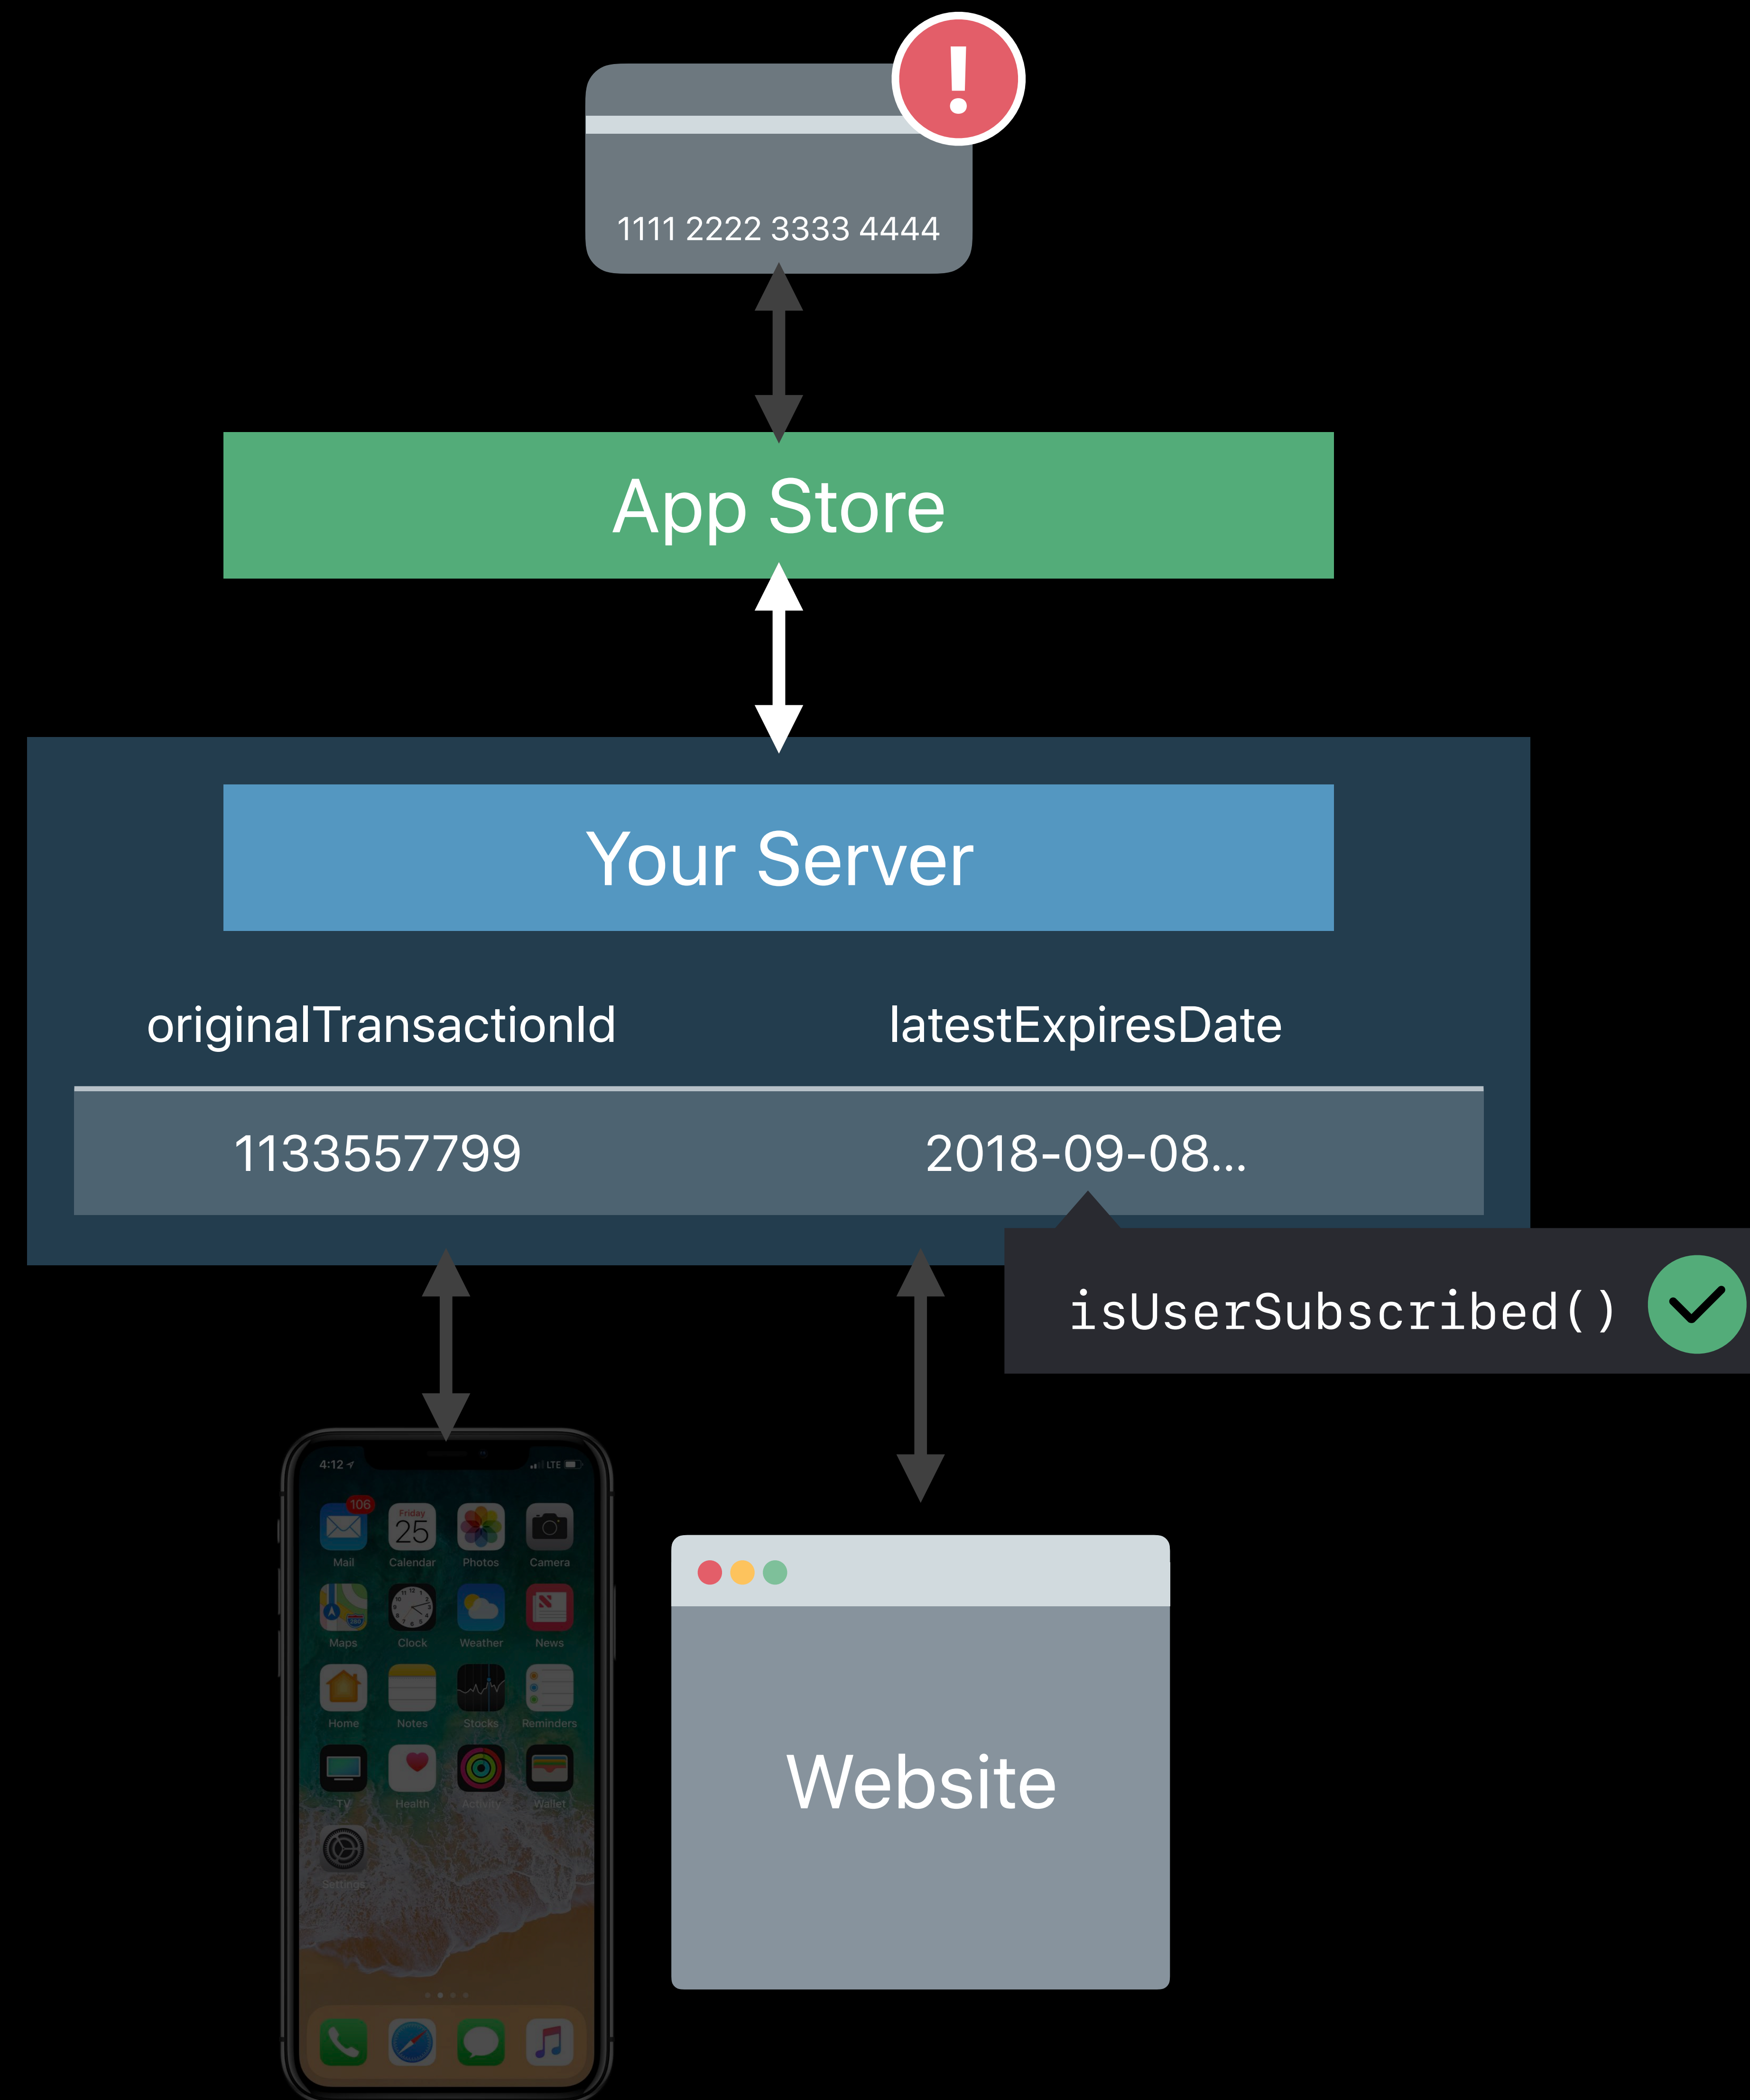 !
1111 2222 3333 4444
App Store
Your Server
originalTransactionId latestExpiresDate
1133557799 2018-09-08...
isUserSubscribed()
4:12 LTE
106
Friday
25
Mail Calendar Photos Camera
280
Maps Clock Weather News
Home Notes Stocks Reminders
TV Health Activity Wallet
Settings
Website